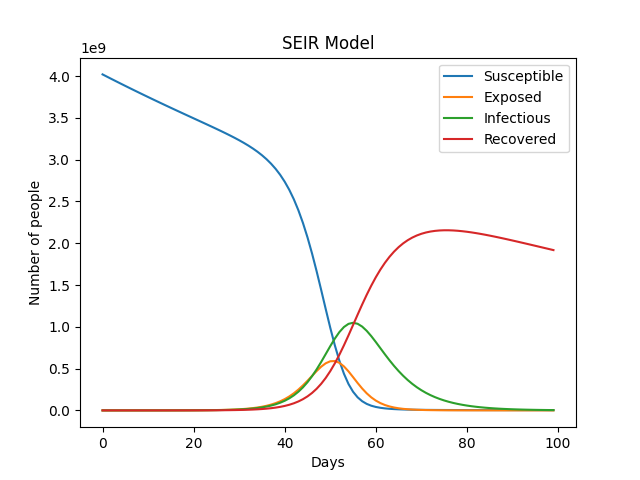 SEIR Model
1e9
Susceptible
Exposed
Infectious
Recovered
4.0
3.5
3.0
2.5
2.0
1.5
1.0
0.5
0.0
Number of people
0 20 40 60 80 100
Days